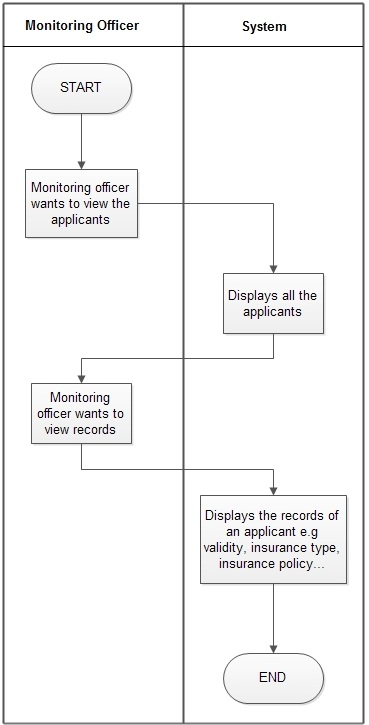 Monitoring Officer
System
START
Monitoring officer
wants to view the
applicants
Displays all the
applicants
Monitoring
officer wants to
view records
Displays the records of
an applicant e.g
validity, insurance type,
insurance policy...
END